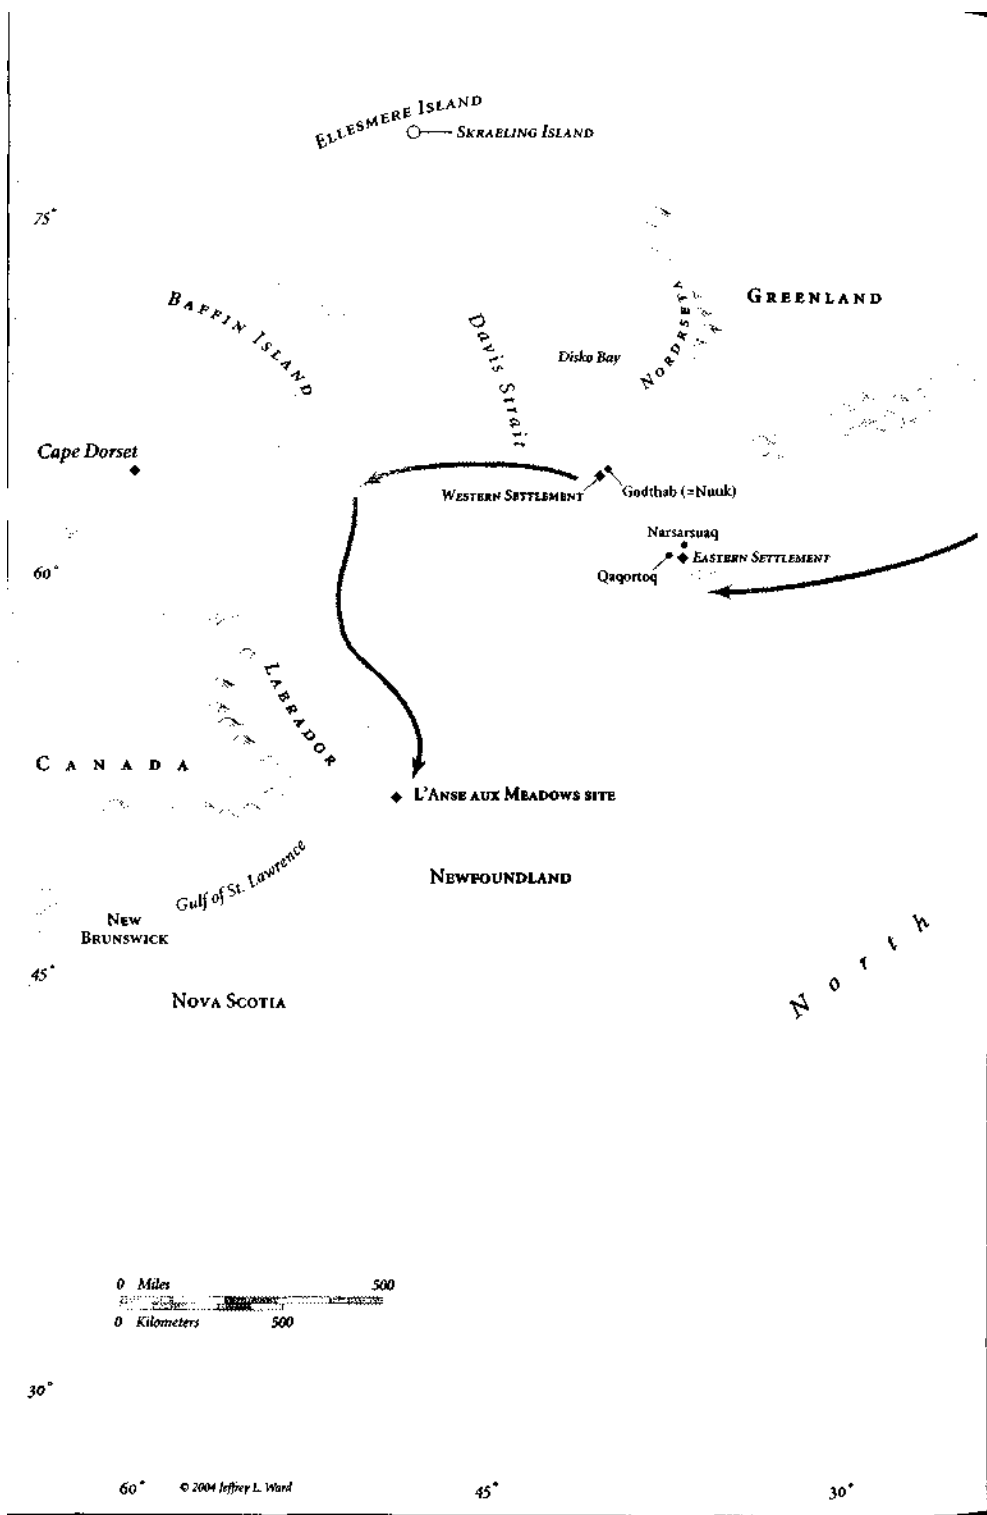 ELLESMERE ISLAND
SKRAELING ISLAND
75°
BAFFIN ISLAND
Davis Strait
Disko Bay
NORDRSETA
GREENLAND
Cape Dorset
WESTERN SETTLEMENT
Godthab (=Nuuk)
Narsarsuaq
EASTERN SETTLEMENT
Qaqortoq
60°
LABRADOR
CANADA
L'ANSE AUX MEADOWS SITE
NEWFOUNDLAND
Gulf of St. Lawrence
NEW
BRUNSWICK
North
45°
NOVA SCOTIA
0 Miles 500
0 Kilometers 500
30°
60° © 2004 Jeffrey L. Ward 45° 30°